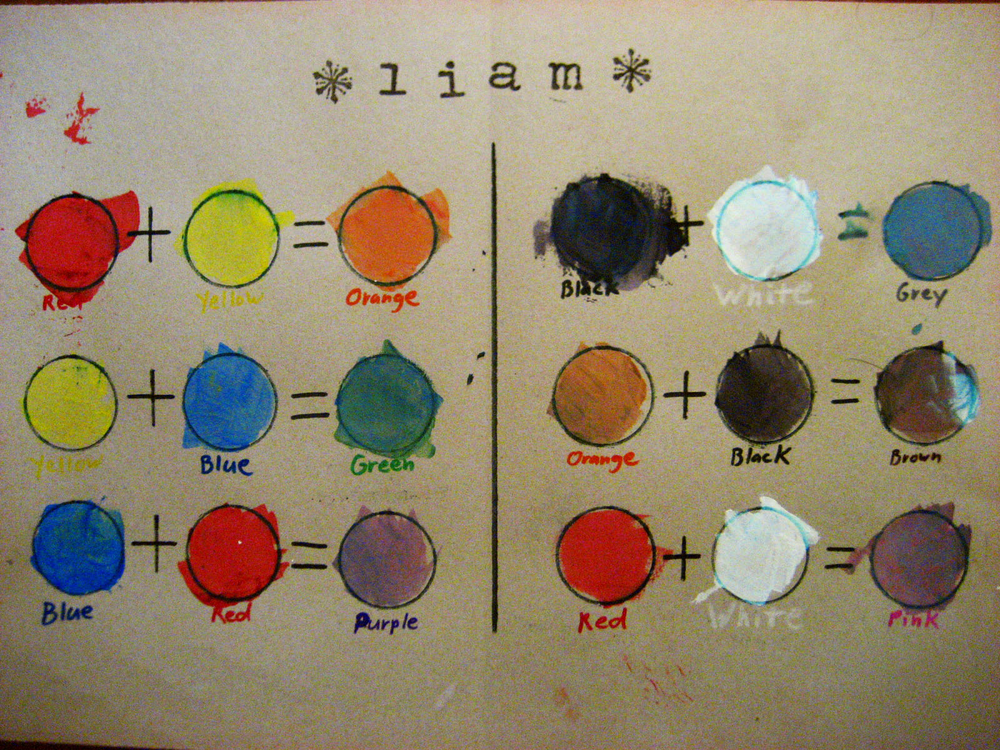 *liam*
Red + Yellow = Orange
Yellow + Blue = Green
Blue + Red = Purple
Black + White = Grey
Orange + Black = Brown
Red + White = Pink